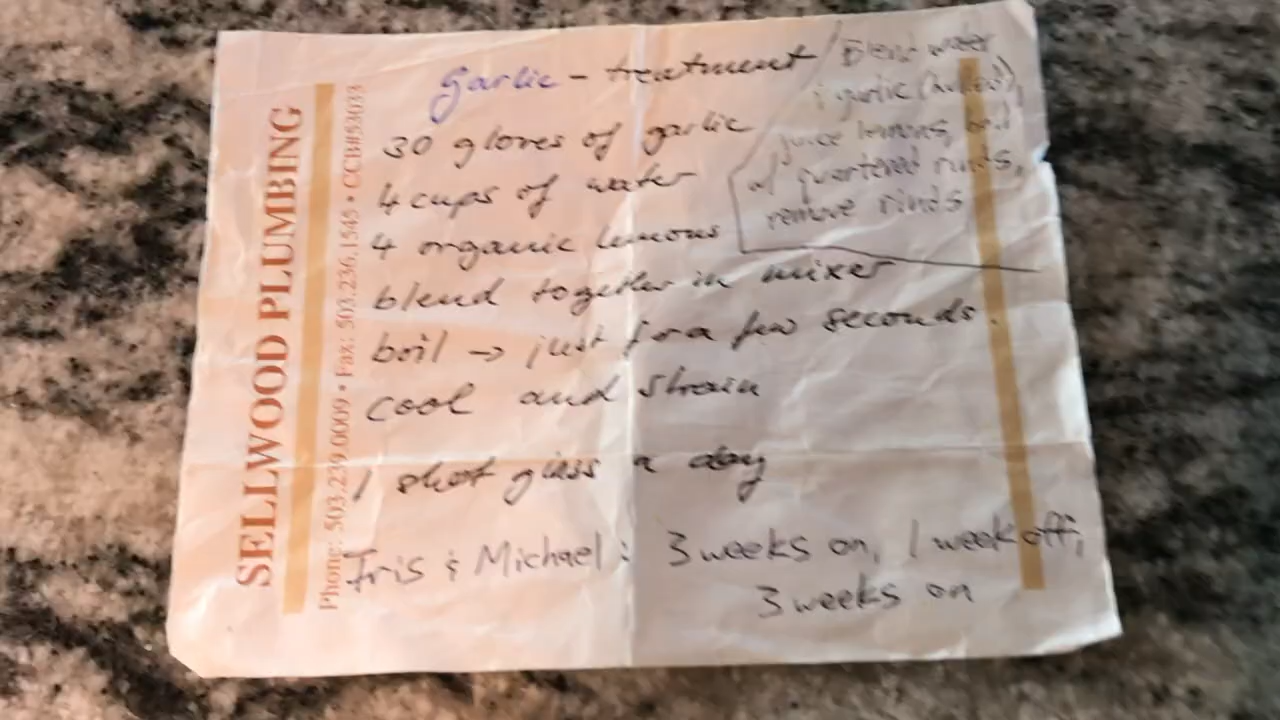 SELLWOOD PLUMBING
Phone: 503.239.0009 • Fax: 503.236.1545 • CCB#53033
Garlic - treatment
30 gloves of garlic
4 cups of water
4 organic lemons
blend together in mixer
boil → just for a few seconds.
cool and strain
1 shot glass a day
Iris & Michael: 3 weeks on, 1 week off,
3 weeks on
Blend water
& garlic (hulled),
juice lemons, boil
w/ quartered rinds,
remove rinds